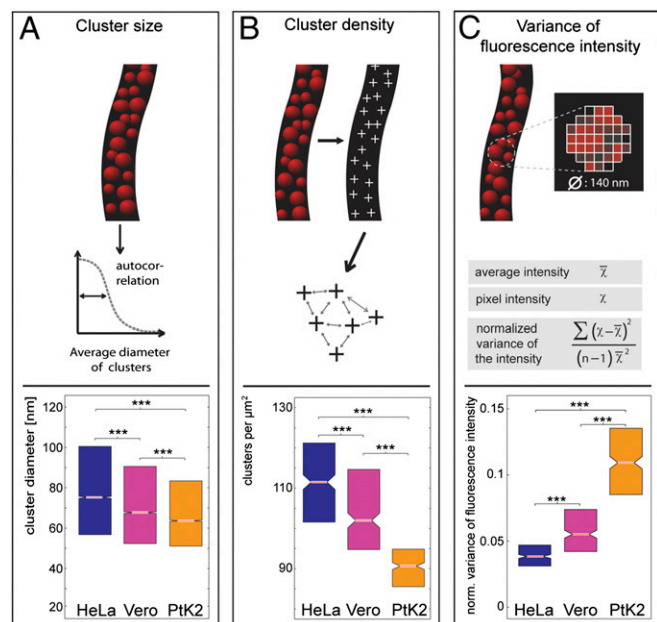 A
Cluster size
autocor-
relation
Average diameter
of clusters
cluster diameter [nm]
120
100
80
60
40
20
***
***
***
HeLa Vero PtK2
B
Cluster density
clusters per µm²
130
110
90
***
***
***
HeLa Vero PtK2
C
Variance of
fluorescence intensity
Ø : 140 nm
average intensity χ̅
pixel intensity χ
normalized
variance of
the intensity
∑ (χ-χ̅)²
(n-1) χ̅ ²
norm. variance of fluorescence intensity
0.15
0.1
0.05
0
***
***
***
HeLa Vero PtK2